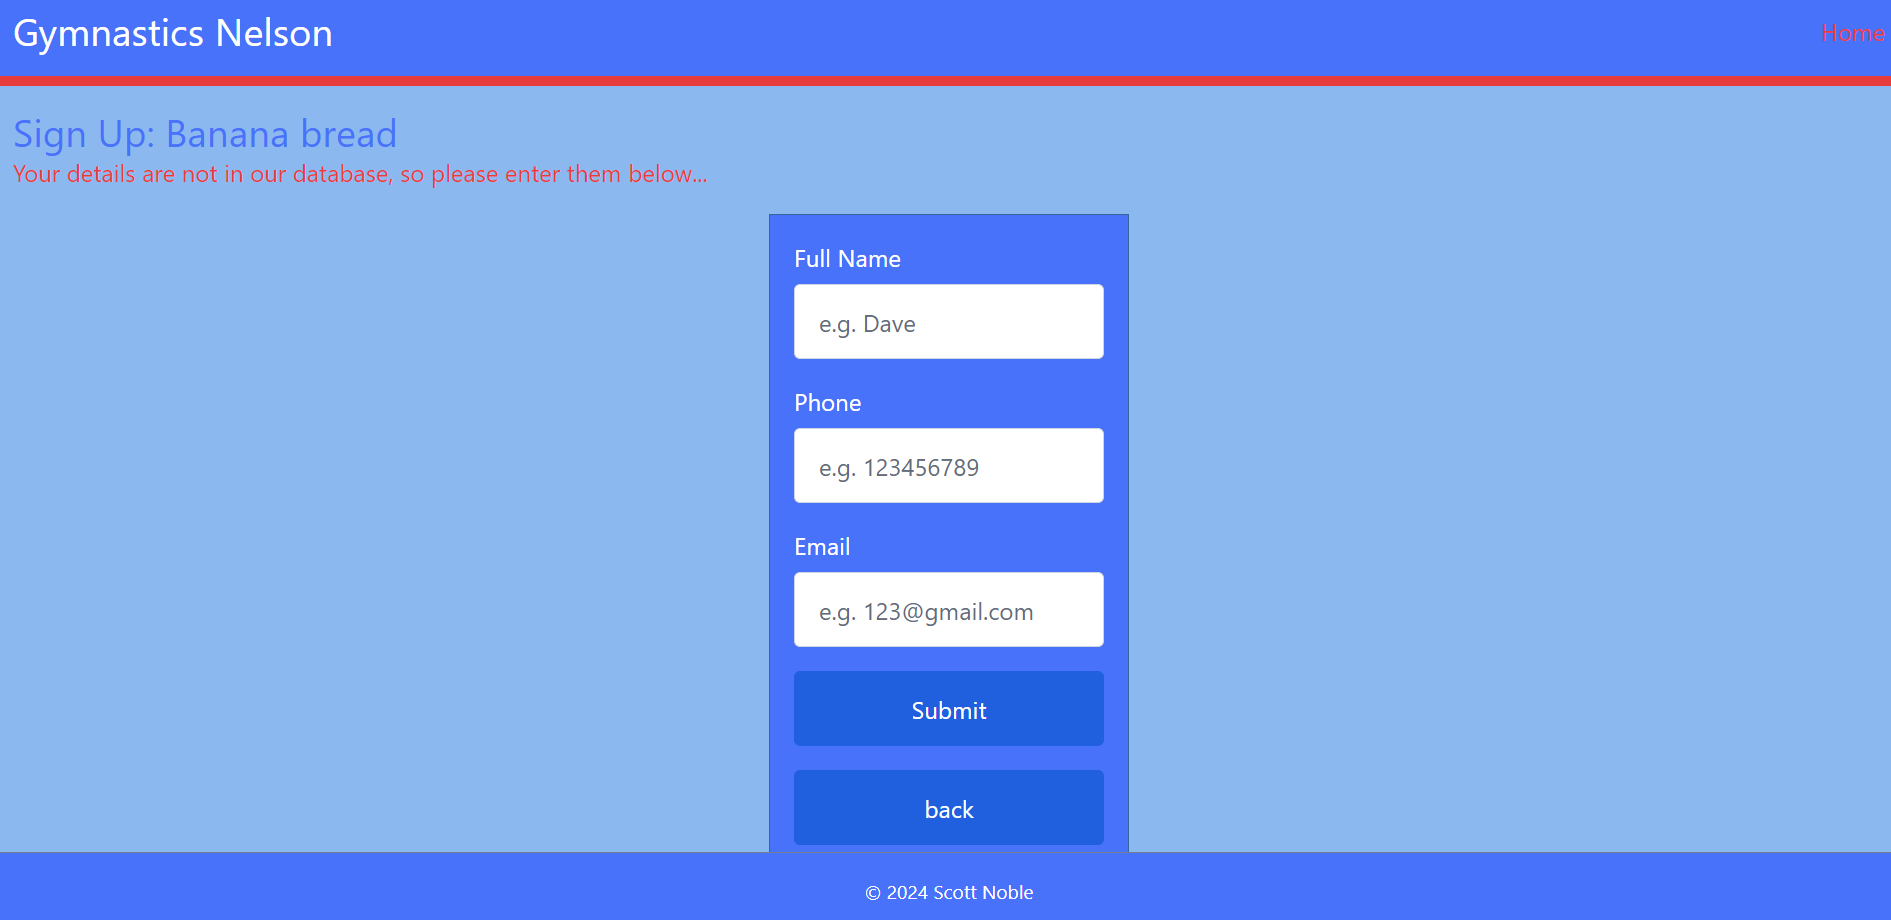 Gymnastics Nelson
Home
Sign Up: Banana bread
Your details are not in our database, so please enter them below...
Full Name
e.g. Dave
Phone
e.g. 123456789
Email
e.g. 123@gmail.com
Submit
back
© 2024 Scott Noble